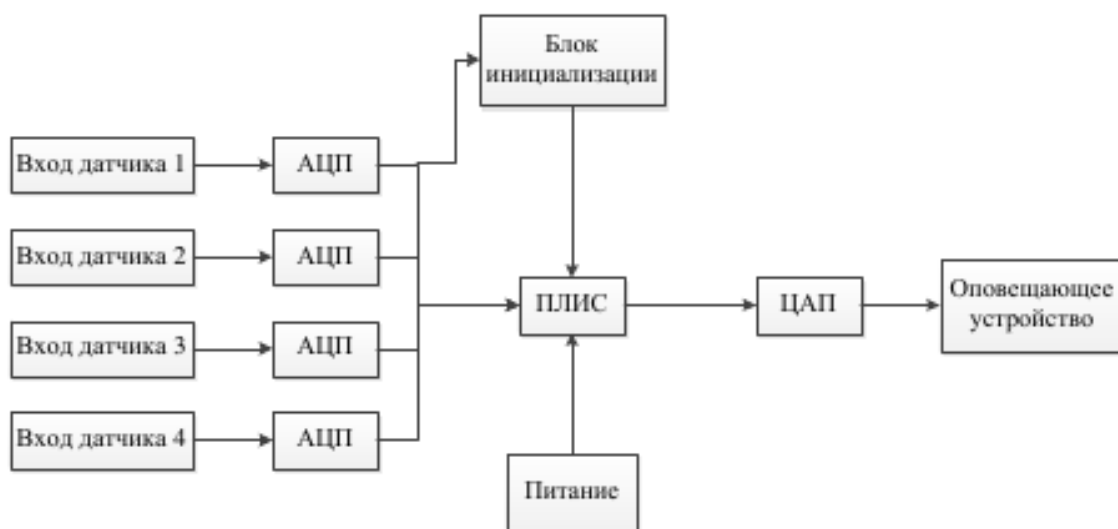 Блок
инициализации
Вход датчика 1
АЦП
Вход датчика 2
АЦП
Вход датчика 3
АЦП
Вход датчика 4
АЦП
ПЛИС
ЦАП
Оповещающее
устройство
Питание